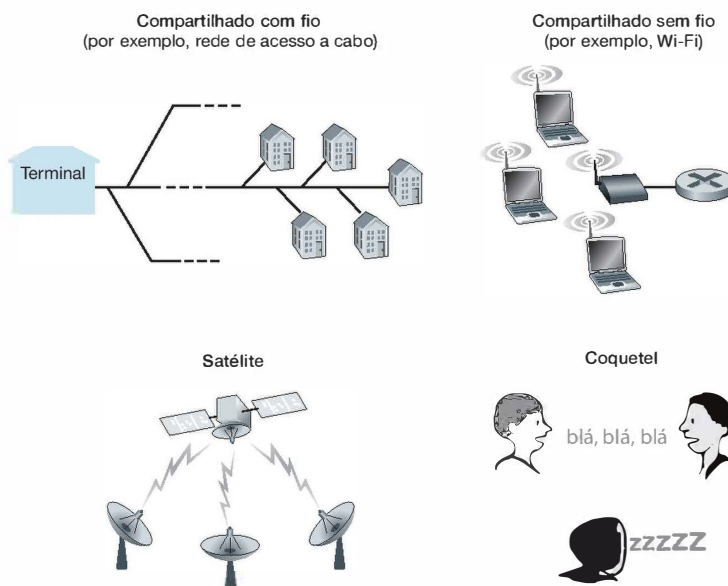 Compartilhado com fio
(por exemplo, rede de acesso a cabo)
Compartilhado sem fio
(por exemplo, Wi-Fi)
Terminal
Satélite
Coquetel
blá, blá, blá
zzzzz